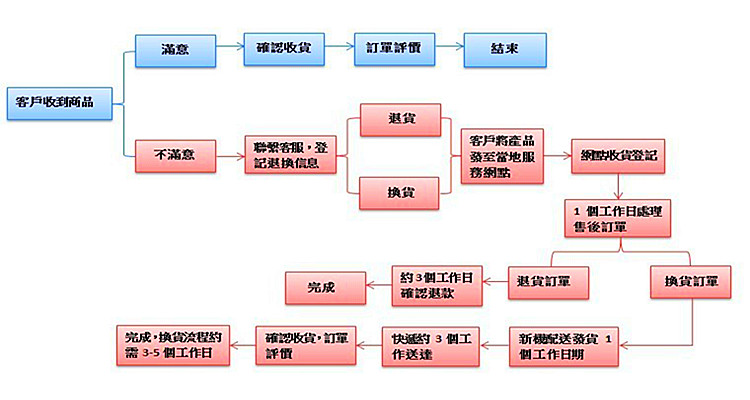 滿意
確認收貨
訂單評價
結束
客戶收到商品
不滿意
聯繫客服，登
記退換信息
退貨
換貨
客戶將產品
發至當地服
務網點
網點收貨登記
1 個工作日處理
售後訂單
退貨訂單
約3個工作日
確認退款
完成
換貨訂單
新機配送發貨 1
個工作日期
快遞約 3 個工
作送達
確認收貨，訂單
評價
完成，換貨流程約
需 3-5 個工作日